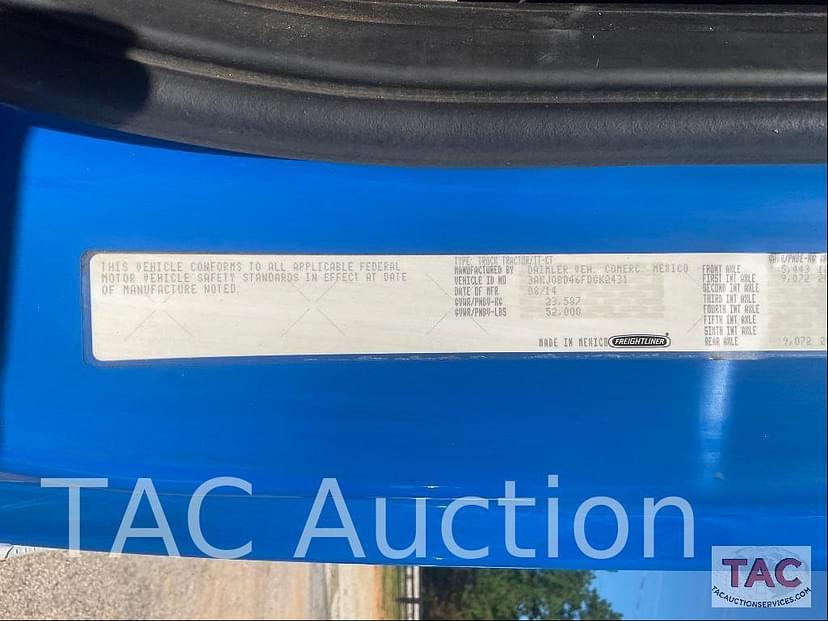 THIS VEHICLE CONFORMS TO ALL APPLICABLE FEDERAL
MOTOR VEHICLE SAFETY STANDARDS IN EFFECT AT DATE
OF MANUFACTURE NOTED.
TYPE: TRUCK TRACTOR/TT-CT
MANUFACTURED BY DAIMLER VEH. COMERC. MEXICO
VEHICLE ID NO 3AKJGBD46FDGK2431
DATE OF MFR 08/14
GVWR/PNBV-KG 23,587
GVWR/PNBV-LBS 52,000
MADE IN MEXICO FREIGHTLINER
FRONT AXLE 5,443
FIRST INT AXLE 9,072
SECOND INT AXLE
THIRD INT AXLE
FOURTH INT AXLE
FIFTH INT AXLE
SIXTH INT AXLE
REAR AXLE 9,072
TAC Auction
TAC
TACAUCTIONSERVICES.COM